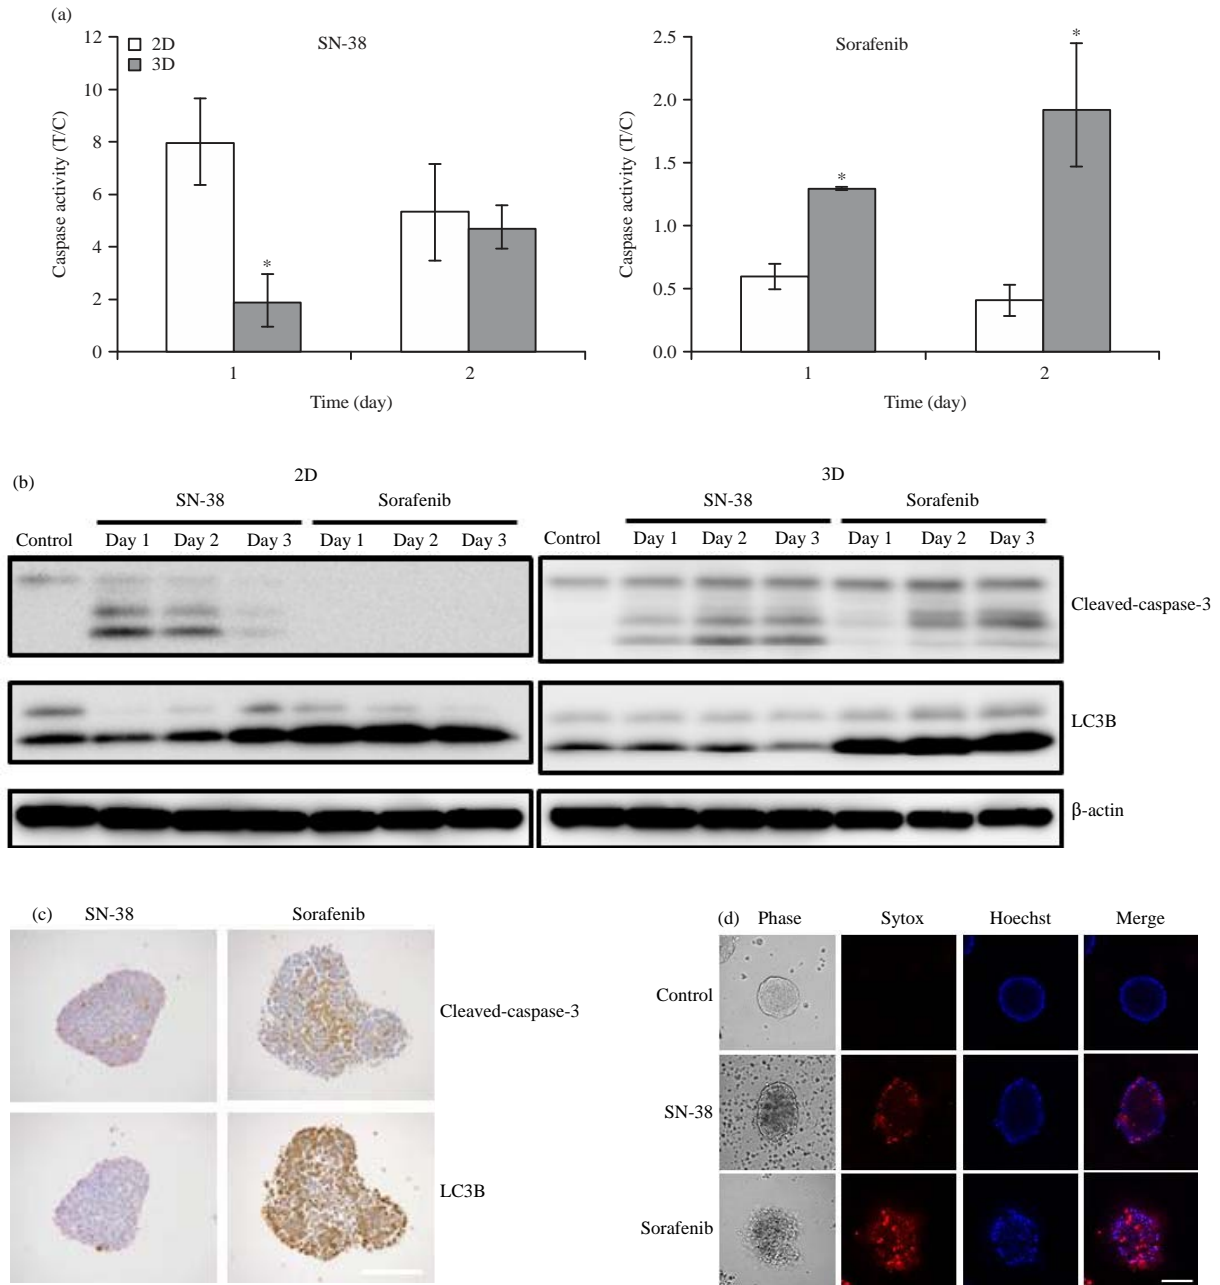 (a)
SN-38
2D
3D
Caspase activity (T/C)
12
10
8
6
4
2
0
*
1
2
Time (day)
Sorafenib
Caspase activity (T/C)
2.5
2.0
1.5
1.0
0.5
0.0
*
*
1
2
Time (day)
(b)
2D
3D
SN-38
Sorafenib
SN-38
Sorafenib
Control Day 1 Day 2 Day 3 Day 1 Day 2 Day 3 Control Day 1 Day 2 Day 3 Day 1 Day 2 Day 3
Cleaved-caspase-3
LC3B
β-actin
(c) SN-38 Sorafenib
Cleaved-caspase-3
LC3B
(d) Phase Sytox Hoechst Merge
Control
SN-38
Sorafenib